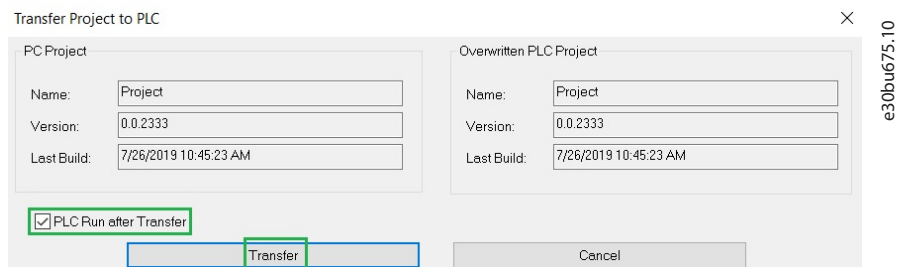 Transfer Project to PLC
PC Project
Name: Project
Version: 0.0.2333
Last Build: 7/26/2019 10:45:23 AM
Overwritten PLC Project
Name: Project
Version: 0.0.2333
Last Build: 7/26/2019 10:45:23 AM
PLC Run after Transfer
Transfer
Cancel
e30bu675.10